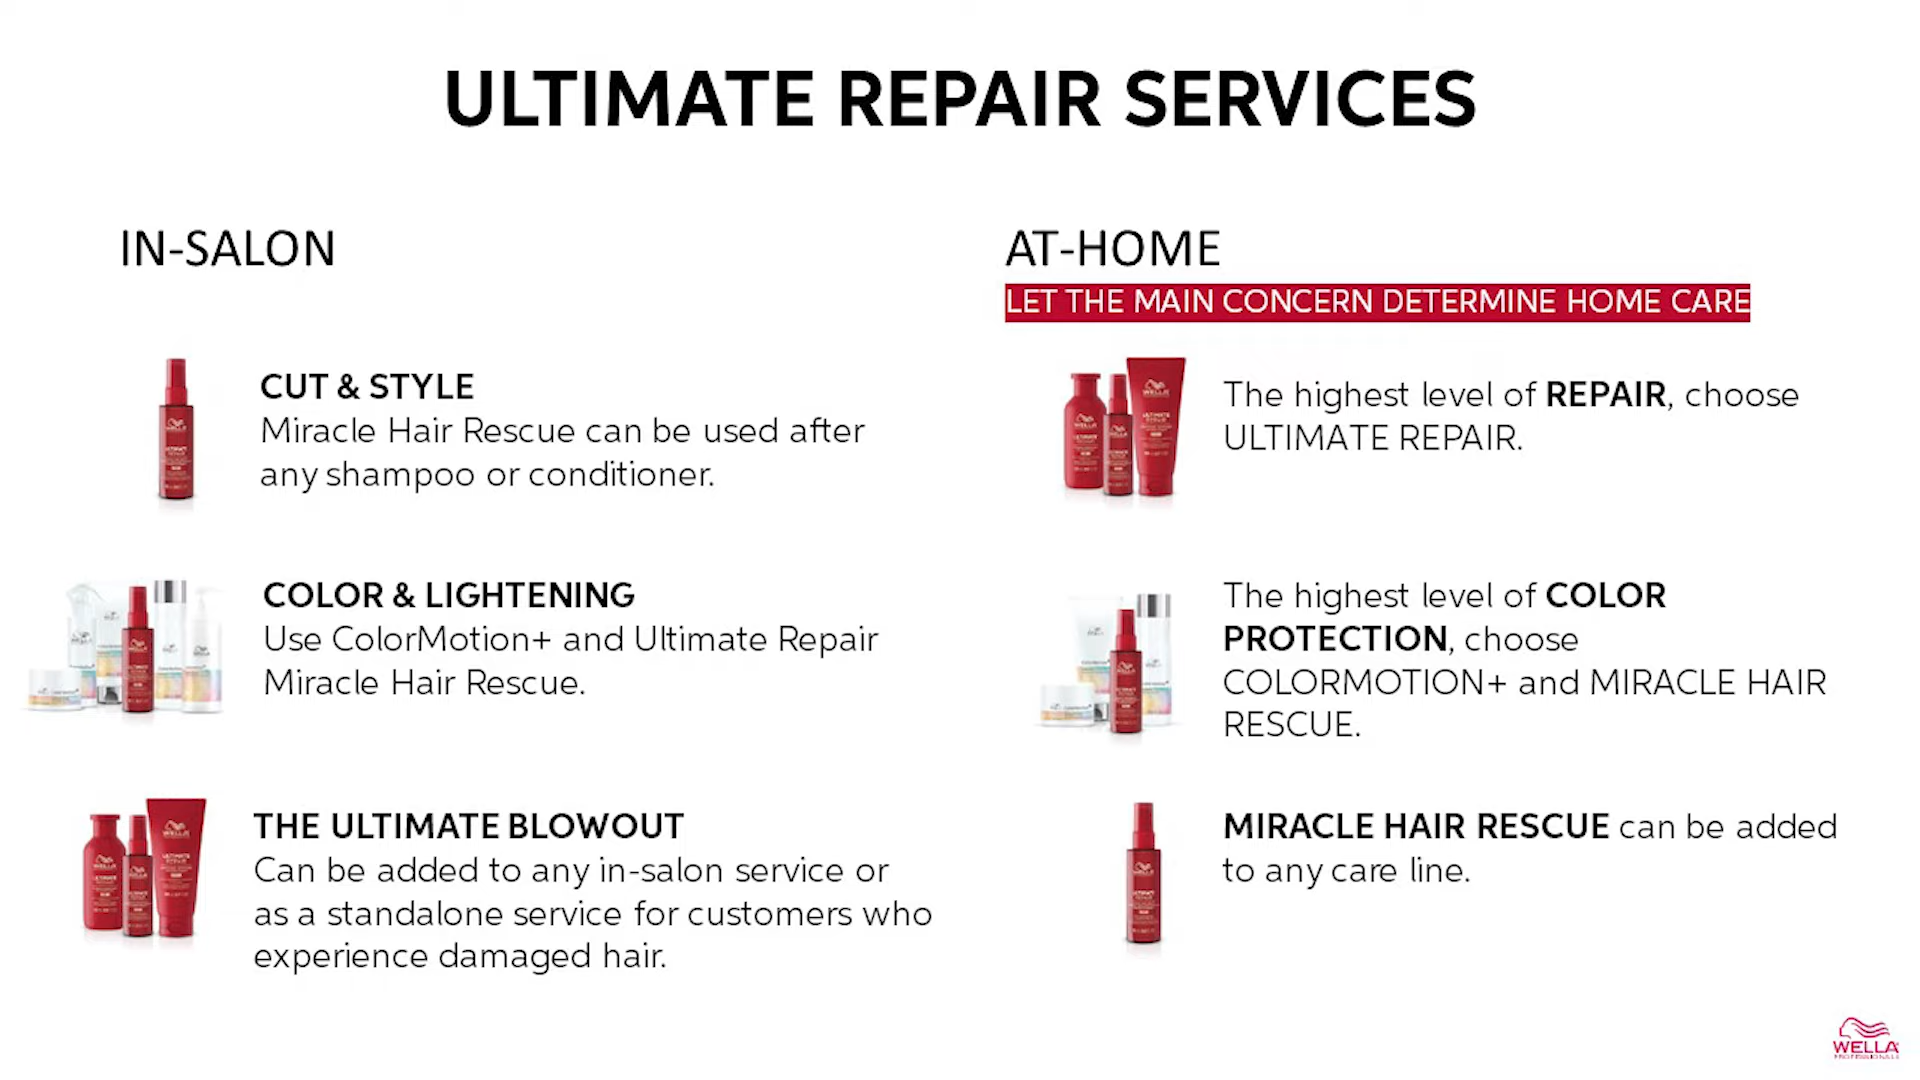 ULTIMATE REPAIR SERVICES
IN-SALON
CUT & STYLE
Miracle Hair Rescue can be used after
any shampoo or conditioner.
COLOR & LIGHTENING
Use ColorMotion+ and Ultimate Repair
Miracle Hair Rescue.
THE ULTIMATE BLOWOUT
Can be added to any in-salon service or
as a standalone service for customers who
experience damaged hair.
AT-HOME
LET THE MAIN CONCERN DETERMINE HOME CARE
The highest level of REPAIR, choose
ULTIMATE REPAIR.
The highest level of COLOR
PROTECTION, choose
COLORMOTION+ and MIRACLE HAIR
RESCUE.
MIRACLE HAIR RESCUE can be added
to any care line.
WELLA
PROFESSIONALS